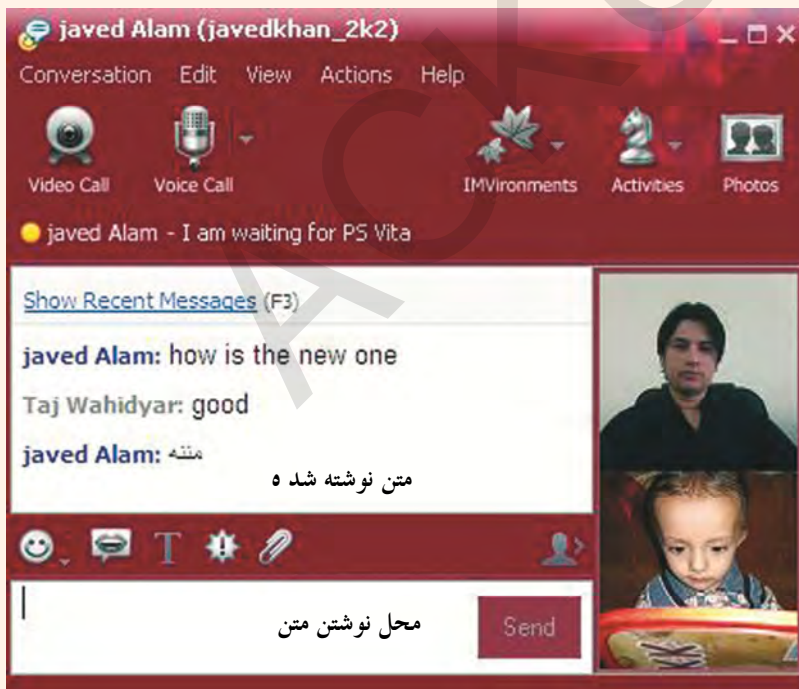 javed Alam (javedkhan_2k2)
Conversation Edit View Actions Help
Video Call Voice Call IMVironments Activities Photos
javed Alam - I am waiting for PS Vita
Show Recent Messages (F3)
javed Alam: how is the new one
Taj Wahidyar: good
javed Alam: مننه
متن نوشته شد ه
محل نوشتن متن
Send